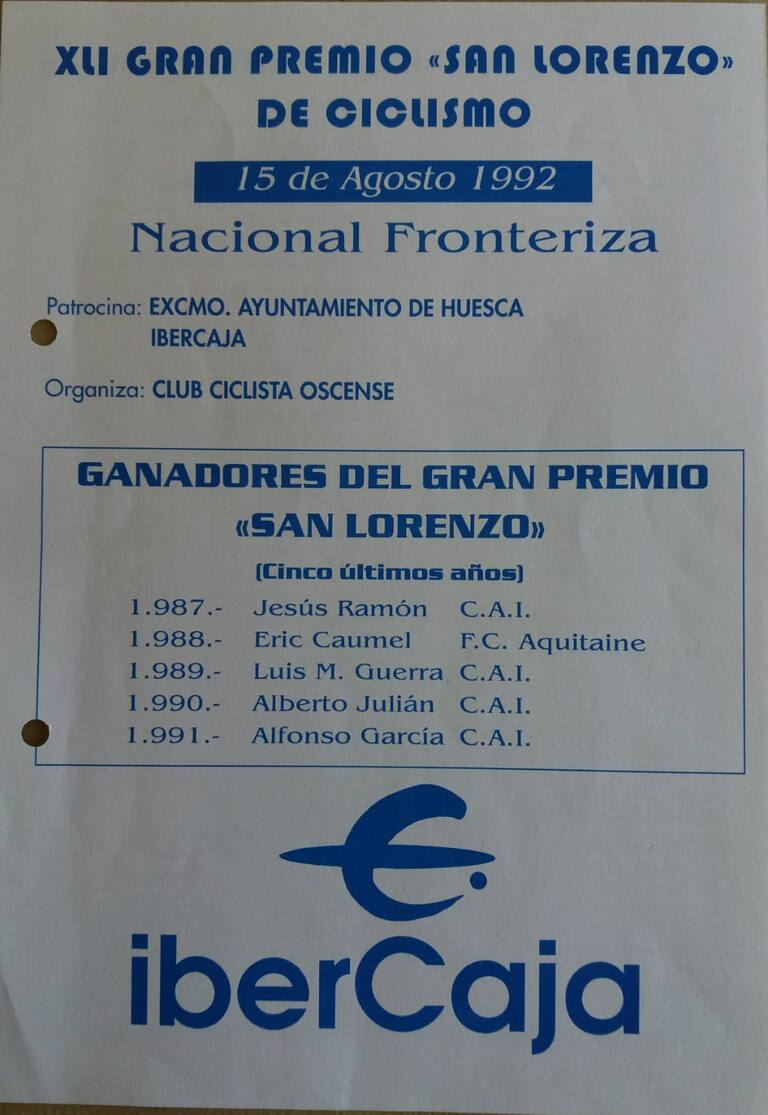 XLI GRAN PREMIO «SAN LORENZO»
DE CICLISMO
15 de Agosto 1992
Nacional Fronteriza
Patrocina: EXCMO. AYUNTAMIENTO DE HUESCA
IBERCAJA
Organiza: CLUB CICLISTA OSCENSE
GANADORES DEL GRAN PREMIO
«SAN LORENZO»
(Cinco últimos años)
1.987.- Jesús Ramón C.A.I.
1.988.- Eric Caumel F.C. Aquitaine
1.989.- Luis M. Guerra C.A.I.
1.990.- Alberto Julián C.A.I.
1.991.- Alfonso García C.A.I.
iberCaja